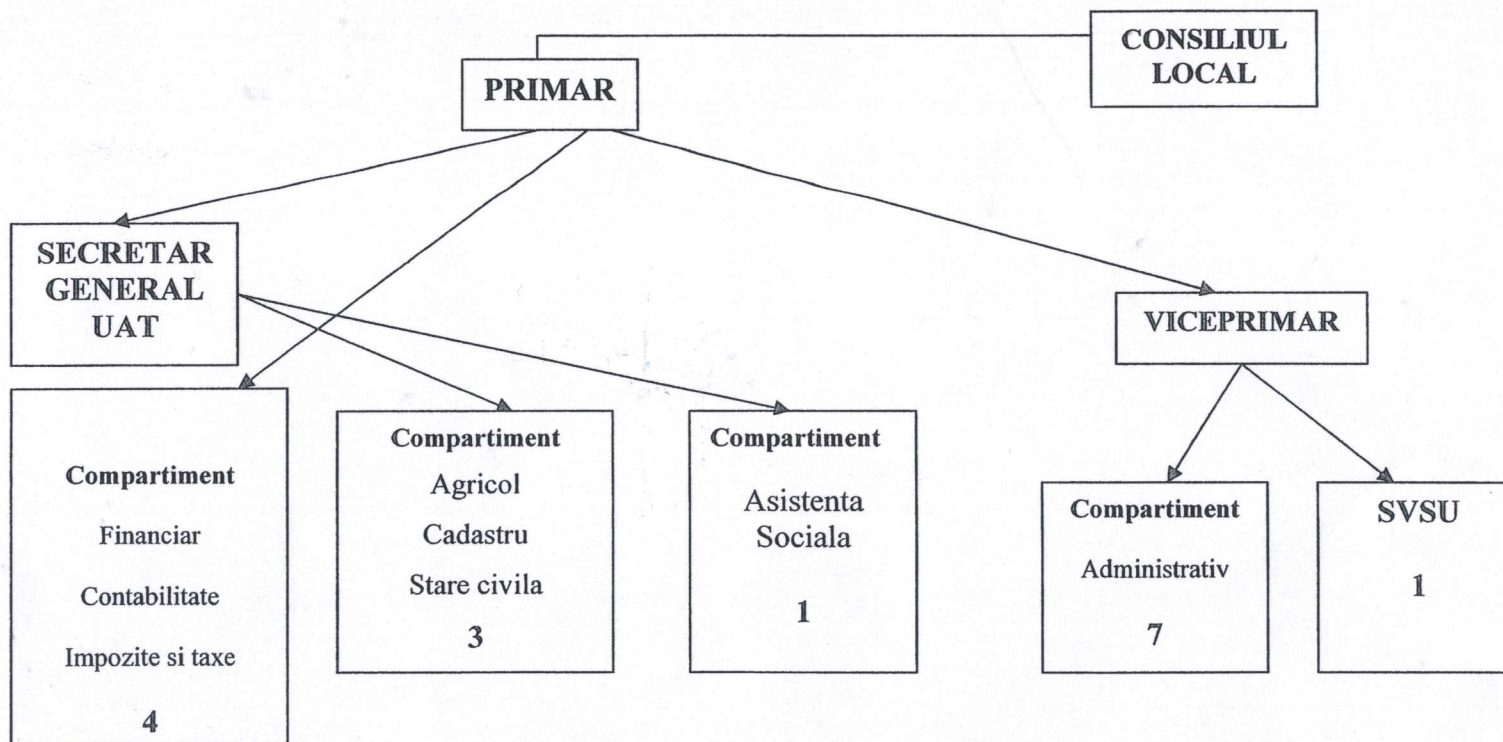 CONSILIUL
LOCAL
PRIMAR
SECRETAR
GENERAL
UAT
VICEPRIMAR
Compartiment
Financiar
Contabilitate
Impozite si taxe
4
Compartiment
Agricol
Cadastru
Stare civila
3
Compartiment
Asistenta
Sociala
1
Compartiment
Administrativ
7
SVSU
1